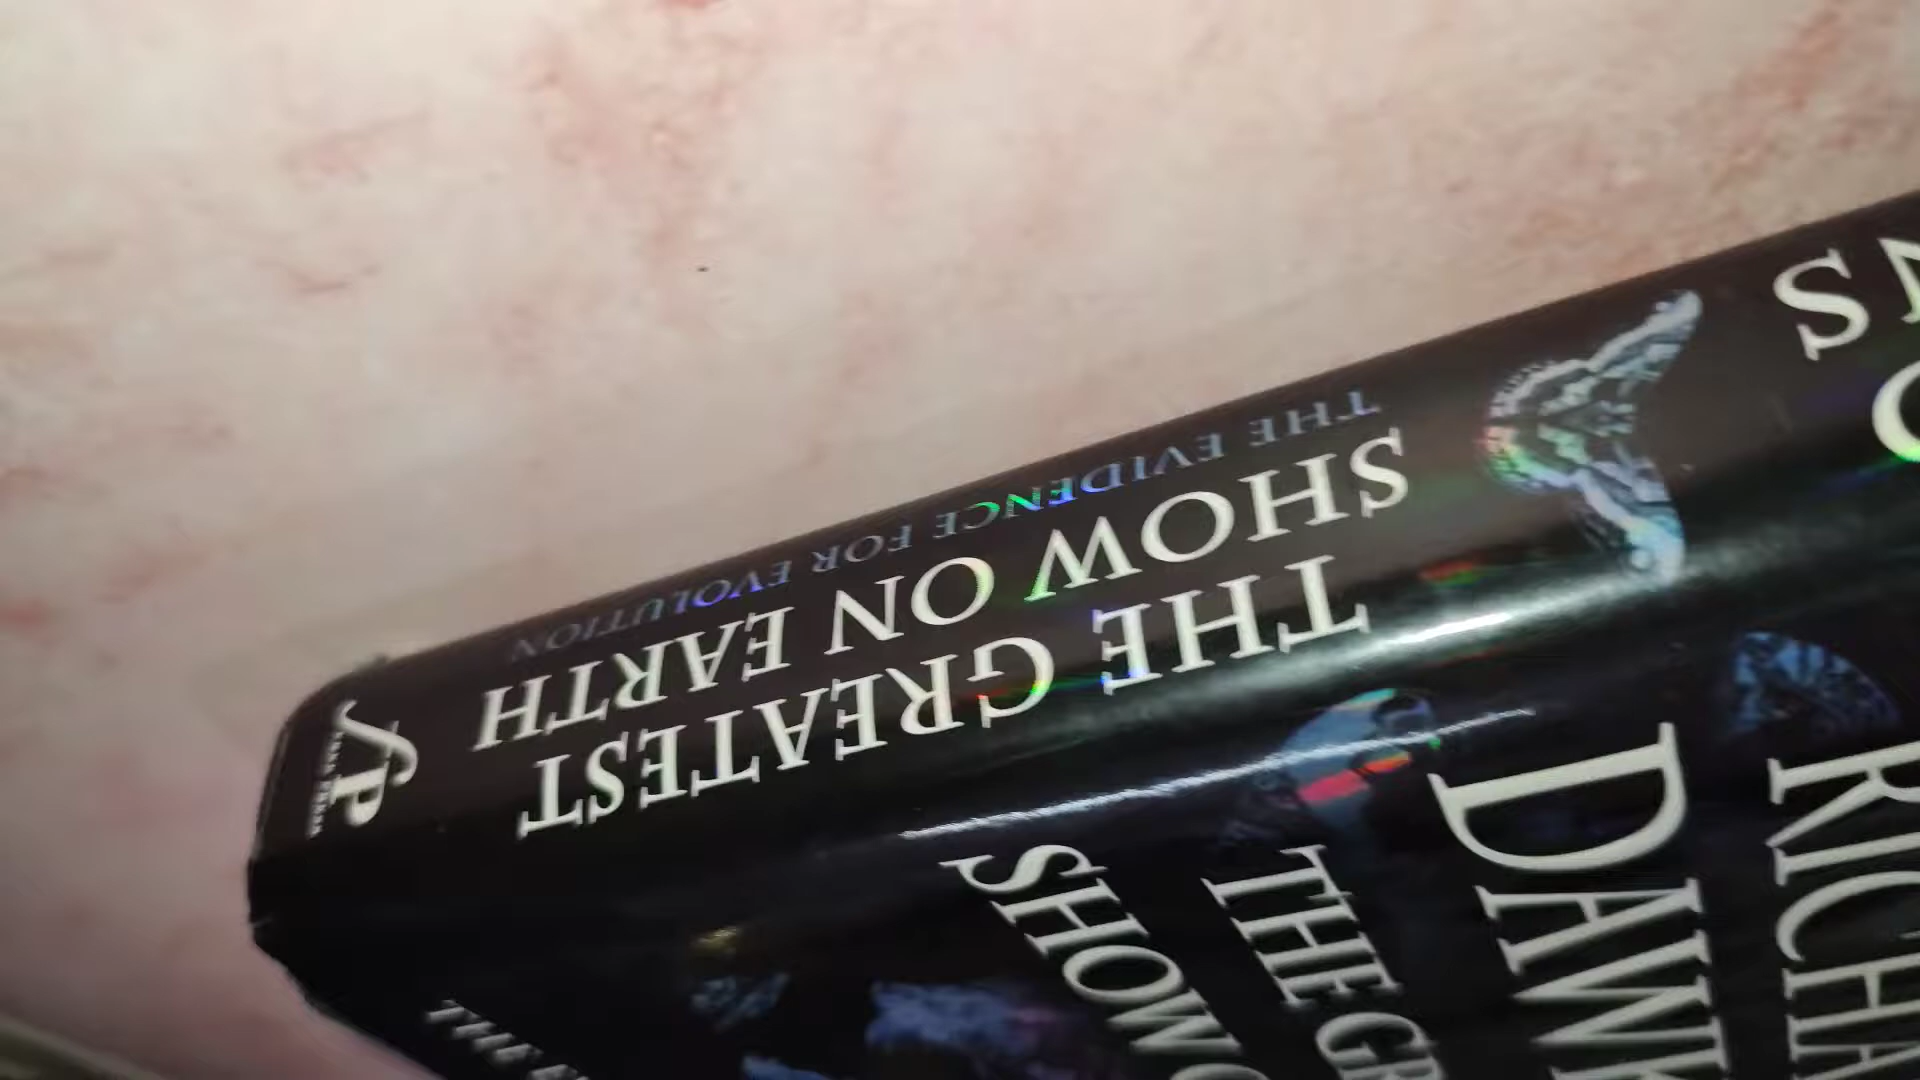 THE GREATEST
SHOW ON EARTH
THE EVIDENCE FOR EVOLUTION
P
RICHA
DAWK
THE GR
SHOW O